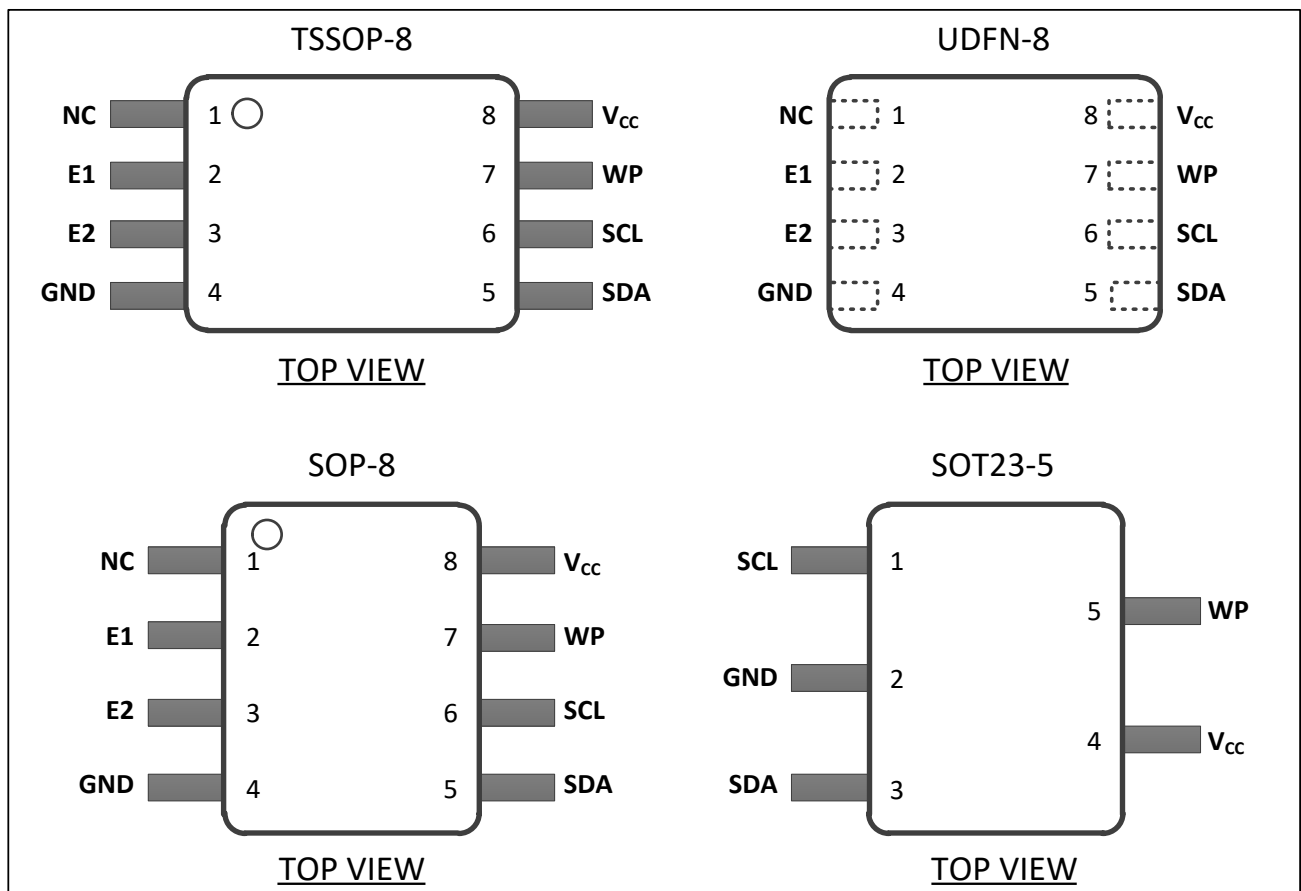 TSSOP-8
NC 1 8 VCC
E1 2 7 WP
E2 3 6 SCL
GND 4 5 SDA
TOP VIEW
UDFN-8
NC 1 8 VCC
E1 2 7 WP
E2 3 6 SCL
GND 4 5 SDA
TOP VIEW
SOP-8
NC 1 8 VCC
E1 2 7 WP
E2 3 6 SCL
GND 4 5 SDA
TOP VIEW
SOT23-5
SCL 1
5 WP
GND 2
4 VCC
SDA 3
TOP VIEW